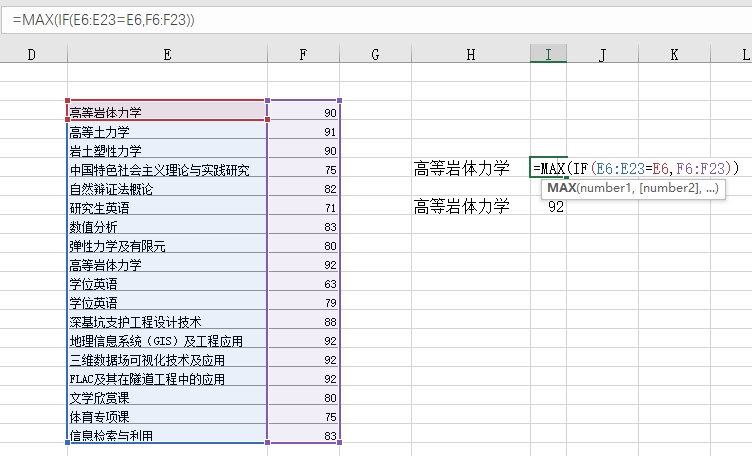 =MAX(IF(E6:E23=E6,F6:F23))
D E F G H I J K L
高等岩体力学 90
高等土力学 91
岩土塑性力学 90
中国特色社会主义理论与实践研究 75 高等岩体力学 =MAX(IF(E6:E23=E6,F6:F23))
自然辩证法概论 82 MAX(number1, [number2], ...)
研究生英语 71 高等岩体力学 92
数值分析 83
弹性力学及有限元 80
高等岩体力学 92
学位英语 63
学位英语 79
深基坑支护工程设计技术 88
地理信息系统（GIS）及工程应用 92
三维数据场可视化技术及应用 92
FLAC及其在隧道工程中的应用 92
文学欣赏课 80
体育专项课 75
信息检索与利用 83